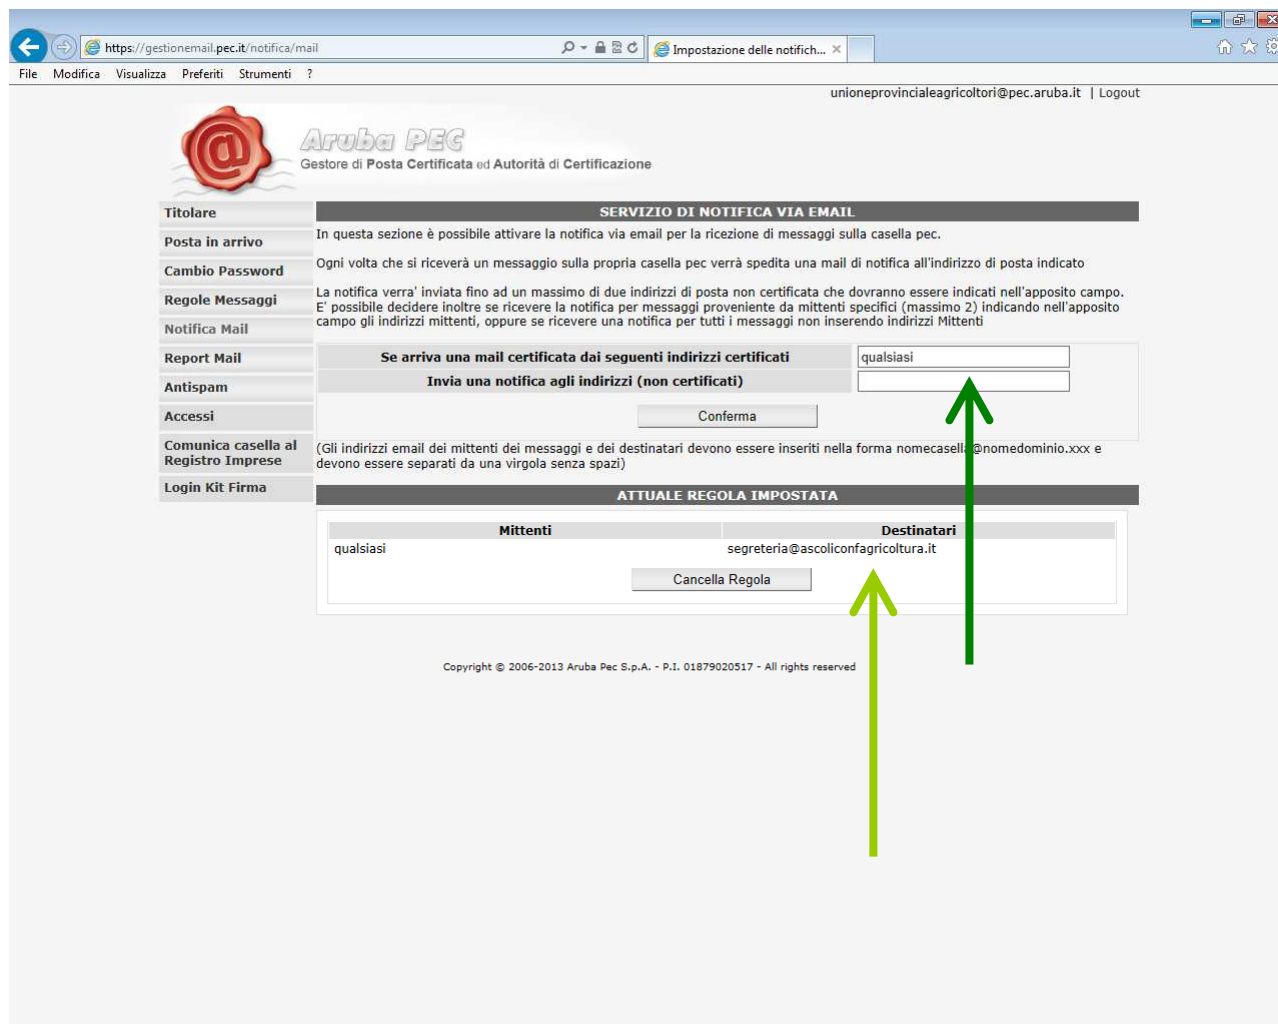 https://gestionemail.pec.it/notifica/mail
Impostazione delle notifich...
File Modifica Visualizza Preferiti Strumenti ?
unioneprovincialeagricoltori@pec.aruba.it | Logout
Aruba PEC
Gestore di Posta Certificata ed Autorità di Certificazione
Titolare
Posta in arrivo
Cambio Password
Regole Messaggi
Notifica Mail
Report Mail
Antispam
Accessi
Comunica casella al
Registro Imprese
Login Kit Firma
SERVIZIO DI NOTIFICA VIA EMAIL
In questa sezione è possibile attivare la notifica via email per la ricezione di messaggi sulla casella pec.
Ogni volta che si riceverà un messaggio sulla propria casella pec verrà spedita una mail di notifica all'indirizzo di posta indicato
La notifica verra' inviata fino ad un massimo di due indirizzi di posta non certificata che dovranno essere indicati nell'apposito campo.
E' possibile decidere inoltre se ricevere la notifica per messaggi proveniente da mittenti specifici (massimo 2) indicando nell'apposito
campo gli indirizzi mittenti, oppure se ricevere una notifica per tutti i messaggi non inserendo indirizzi Mittenti
Se arriva una mail certificata dai seguenti indirizzi certificati qualsiasi
Invia una notifica agli indirizzi (non certificati)
Conferma
(Gli indirizzi email dei mittenti dei messaggi e dei destinatari devono essere inseriti nella forma nomecasella@nomedominio.xxx e
devono essere separati da una virgola senza spazi)
ATTUALE REGOLA IMPOSTATA
Mittenti Destinatari
qualsiasi segreteria@ascoliconfagricoltura.it
Cancella Regola
Copyright © 2006-2013 Aruba Pec S.p.A. - P.I. 01879020517 - All rights reserved